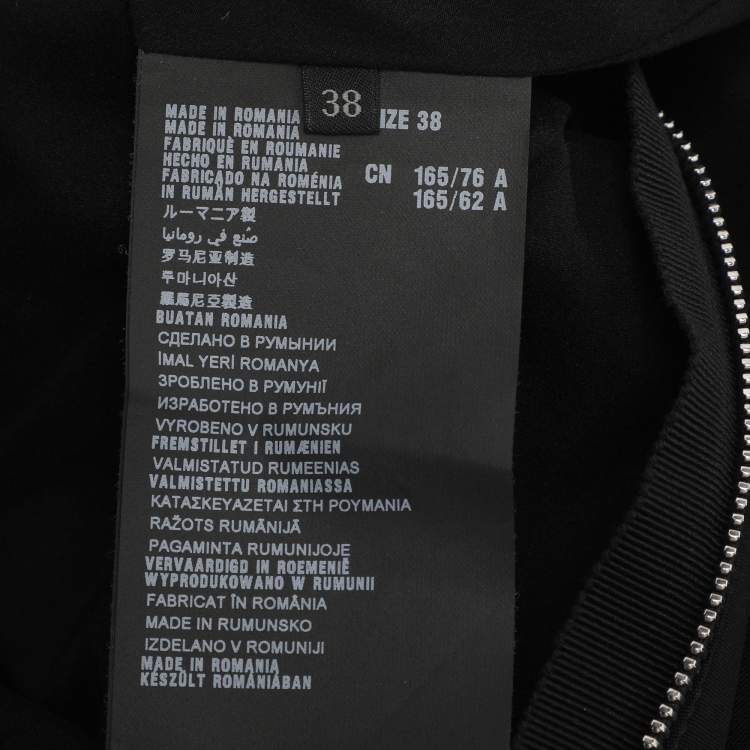 38
MADE IN ROMANIA
MADE IN ROMANIA
FABRIQUÈ EN ROUMANIE
HECHO EN RUMANIA
FABRICADO NA ROMÉNIA
IN RUMÄN HERGESTELLT
IZE 38
CN 165/76 A
165/62 A
ルーマニア製
صُنع في رومانيا
罗马尼亚制造
루마니아산
羅馬尼亞製造
BUATAN ROMANIA
СДЕЛАНО В РУМЫНИИ
İMAL YERİ ROMANYA
ЗРОБЛЕНО В РУМУНІЇ
ИЗРАБОТЕНО В РУМЪНИЯ
VYROBENO V RUMUNSKU
FREMSTILLET I RUMÆNIEN
VALMISTATUD RUMEENIAS
VALMISTETTU ROMANIASSA
ΚΑΤΑΣΚΕΥΑΖΕΤΑΙ ΣΤΗ ΡΟΥΜΑΝΙΑ
RAŽOTS RUMĀNIJĀ
PAGAMINTA RUMUNIJOJE
VERVAARDIGD IN ROEMENIË
WYPRODUKOWANO W RUMUNII
FABRICAT ÎN ROMÂNIA
MADE IN RUMUNSKO
IZDELANO V ROMUNIJI
MADE IN ROMANIA
KÉSZÜLT ROMÁNIÁBAN